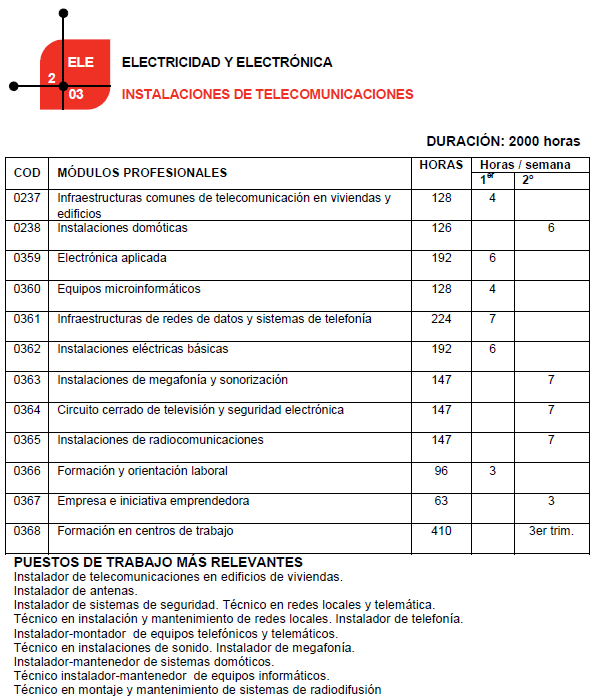 ELE
2
03
ELECTRICIDAD Y ELECTRÓNICA
INSTALACIONES DE TELECOMUNICACIONES
DURACIÓN: 2000 horas
COD MÓDULOS PROFESIONALES HORAS Horas / semana
1er 2º
0237 Infraestructuras comunes de telecomunicación en viviendas y edificios 128 4
0238 Instalaciones domóticas 126 6
0359 Electrónica aplicada 192 6
0360 Equipos microinformáticos 128 4
0361 Infraestructuras de redes de datos y sistemas de telefonía 224 7
0362 Instalaciones eléctricas básicas 192 6
0363 Instalaciones de megafonía y sonorización 147 7
0364 Circuito cerrado de televisión y seguridad electrónica 147 7
0365 Instalaciones de radiocomunicaciones 147 7
0366 Formación y orientación laboral 96 3
0367 Empresa e iniciativa emprendedora 63 3
0368 Formación en centros de trabajo 410 3er trim.
PUESTOS DE TRABAJO MÁS RELEVANTES
Instalador de telecomunicaciones en edificios de viviendas.
Instalador de antenas.
Instalador de sistemas de seguridad. Técnico en redes locales y telemática.
Técnico en instalación y mantenimiento de redes locales. Instalador de telefonía.
Instalador-montador de equipos telefónicos y telemáticos.
Técnico en instalaciones de sonido. Instalador de megafonía.
Instalador-mantenedor de sistemas domóticos.
Técnico instalador-mantenedor de equipos informáticos.
Técnico en montaje y mantenimiento de sistemas de radiodifusión